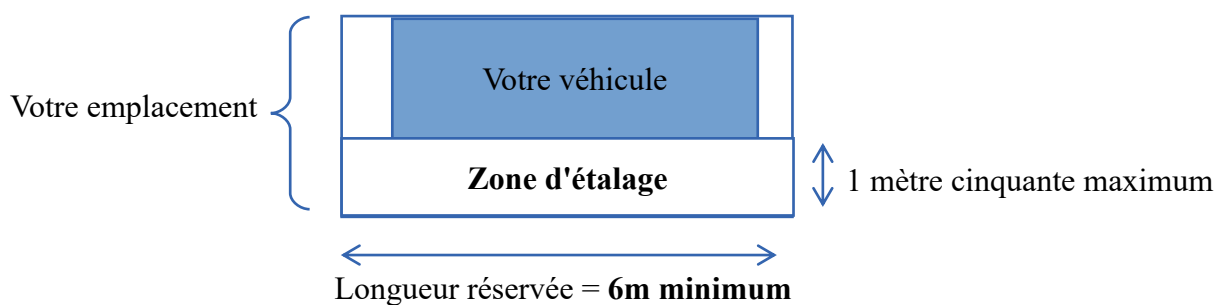 Votre véhicule
Votre emplacement
Zone d'étalage
1 mètre cinquante maximum
Longueur réservée = 6m minimum